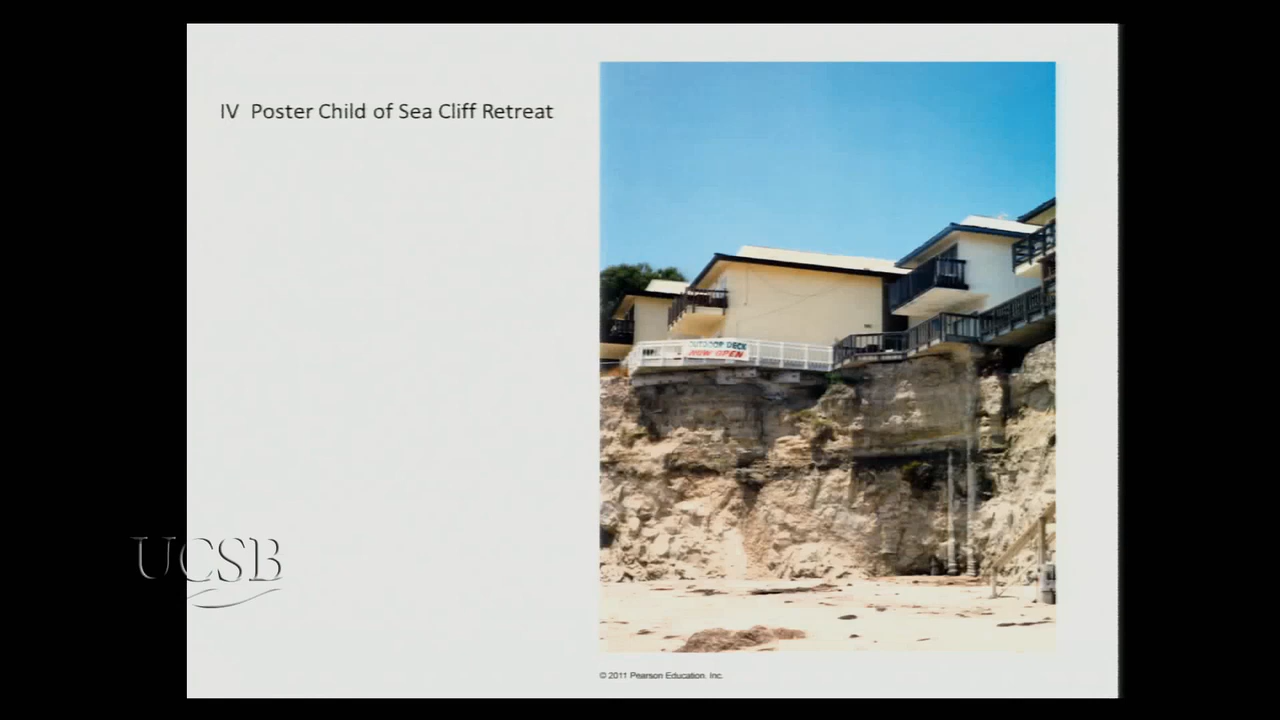 IV Poster Child of Sea Cliff Retreat
OUTDOOR DECK
NOW OPEN
UCSB
© 2011 Pearson Education, Inc.